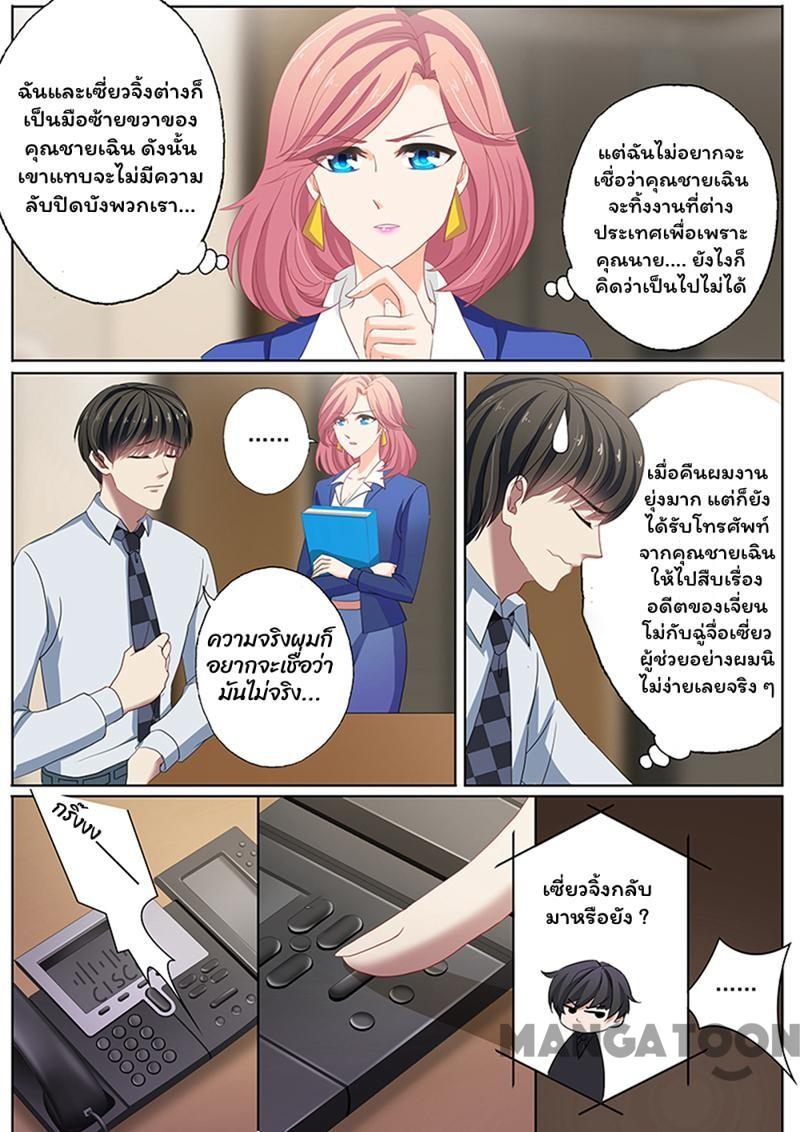 ฉันและเซี่ยวจิ้งต่างก็
เป็นมือซ้ายขวาของ
คุณชายเฉิน ดังนั้น
เขาแทบจะไม่มีความ
ลับปิดบังพวกเรา...
แต่ฉันไม่อยากจะ
เชื่อว่าคุณชายเฉิน
จะทิ้งงานที่ต่าง
ประเทศเพื่อเพราะ
คุณนาย.... ยังไงก็
คิดว่าเป็นไปไม่ได้
......
ความจริงผมก็
อยากจะเชื่อว่า
มันไม่จริง...
เมื่อคืนผมงาน
ยุ่งมาก แต่ก็ยัง
ได้รับโทรศัพท์
จากคุณชายเฉิน
ให้ไปสืบเรื่อง
อดีตของเจี่ยน
โม่กับฉู่จื่อเซี่ยว
ผู้ช่วยอย่างผมนิ
ไม่ง่ายเลยจริง ๆ
กริ๊งงง...
CISC
เซี่ยวจิ้งกลับ
มาหรือยัง ?
......
MANGATOON